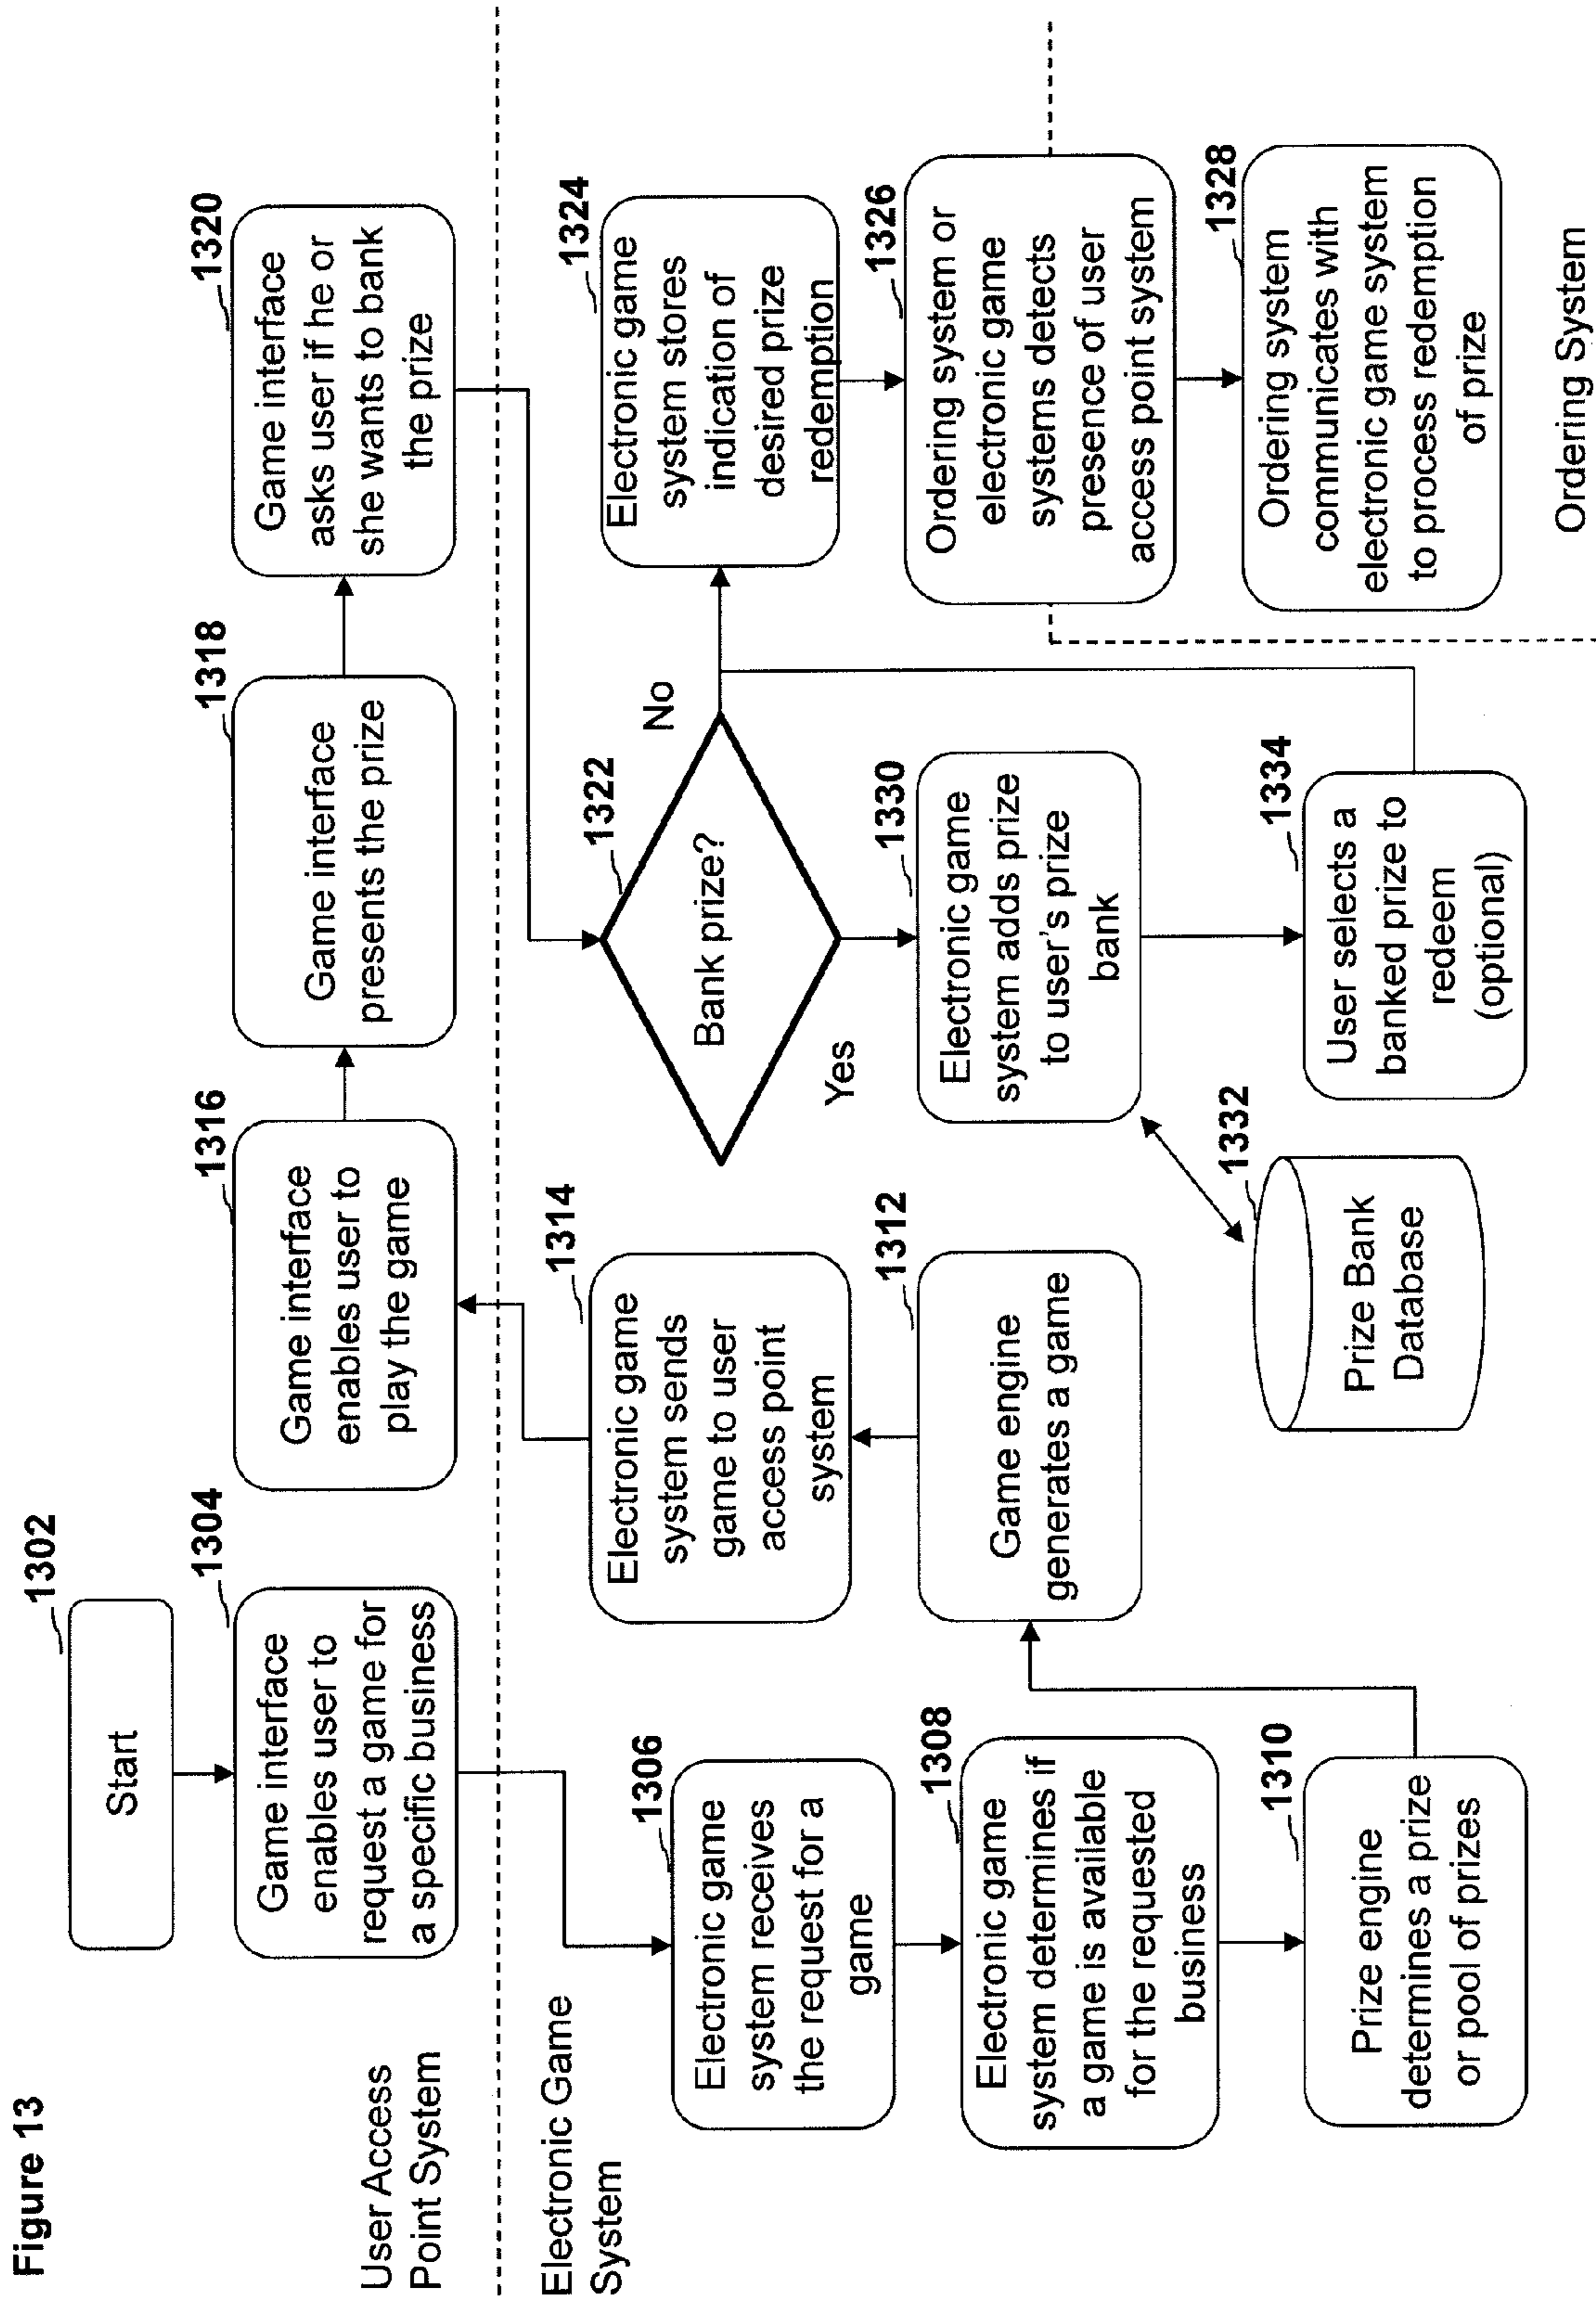 Figure 13
1302
Start
User Access
Point System
1304
Game interface
enables user to
request a game for
a specific business
1316
Game interface
enables user to
play the game
1318
Game interface
presents the prize
1320
Game interface
asks user if he or
she wants to bank
the prize
Electronic Game
System
1306
Electronic game
system receives
the request for a
game
1308
Electronic game
system determines if
a game is available
for the requested
business
1310
Prize engine
determines a prize
or pool of prizes
1314
Electronic game
system sends
game to user
access point
system
1312
Game engine
generates a game
1322
Bank prize?
No
Yes
1330
Electronic game
system adds prize
to user's prize
bank
1332
Prize Bank
Database
1334
User selects a
banked prize to
redeem
(optional)
1324
Electronic game
system stores
indication of
desired prize
redemption
1326
Ordering system or
electronic game
systems detects
presence of user
access point system
1328
Ordering system
communicates with
electronic game system
to process redemption
of prize
Ordering System